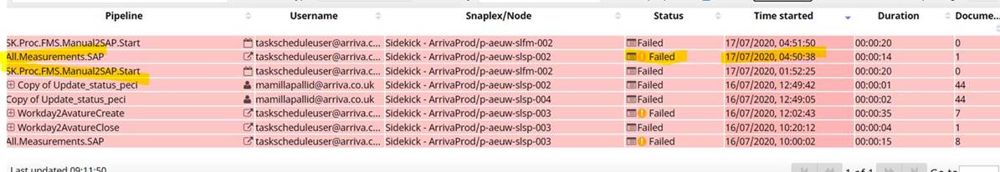 Pipeline Username Snaplex/Node Status Time started Duration Docume...
SK.Proc.FMS.Manual2SAP.Start taskscheduleuser@arriva.c... Sidekick - ArrivaProd/p-aeuw-slfm-002 Failed 17/07/2020, 04:51:50 00:00:20 0
All.Measurements.SAP taskscheduleuser@arriva.c... Sidekick - ArrivaProd/p-aeuw-slsp-002 Failed 17/07/2020, 04:50:38 00:00:14 1
SK.Proc.FMS.Manual2SAP.Start taskscheduleuser@arriva.c... Sidekick - ArrivaProd/p-aeuw-slfm-002 Failed 17/07/2020, 01:52:25 00:00:20 0
Copy of Update_status_peci mamillapallid@arriva.co.uk Sidekick - ArrivaProd/p-aeuw-slsp-002 Failed 16/07/2020, 12:49:42 00:00:01 44
Copy of Update_status_peci mamillapallid@arriva.co.uk Sidekick - ArrivaProd/p-aeuw-slsp-004 Failed 16/07/2020, 12:49:05 00:00:02 44
Workday2AvatureCreate taskscheduleuser@arriva.c... Sidekick - ArrivaProd/p-aeuw-slsp-003 Failed 16/07/2020, 12:02:43 00:00:35 7
Workday2AvatureClose taskscheduleuser@arriva.c... Sidekick - ArrivaProd/p-aeuw-slsp-003 Failed 16/07/2020, 10:20:12 00:00:04 1
All.Measurements.SAP taskscheduleuser@arriva.c... Sidekick - ArrivaProd/p-aeuw-slsp-003 Failed 16/07/2020, 10:00:02 00:00:15 8
Last updated 09:11:50 1 of 1 Go to